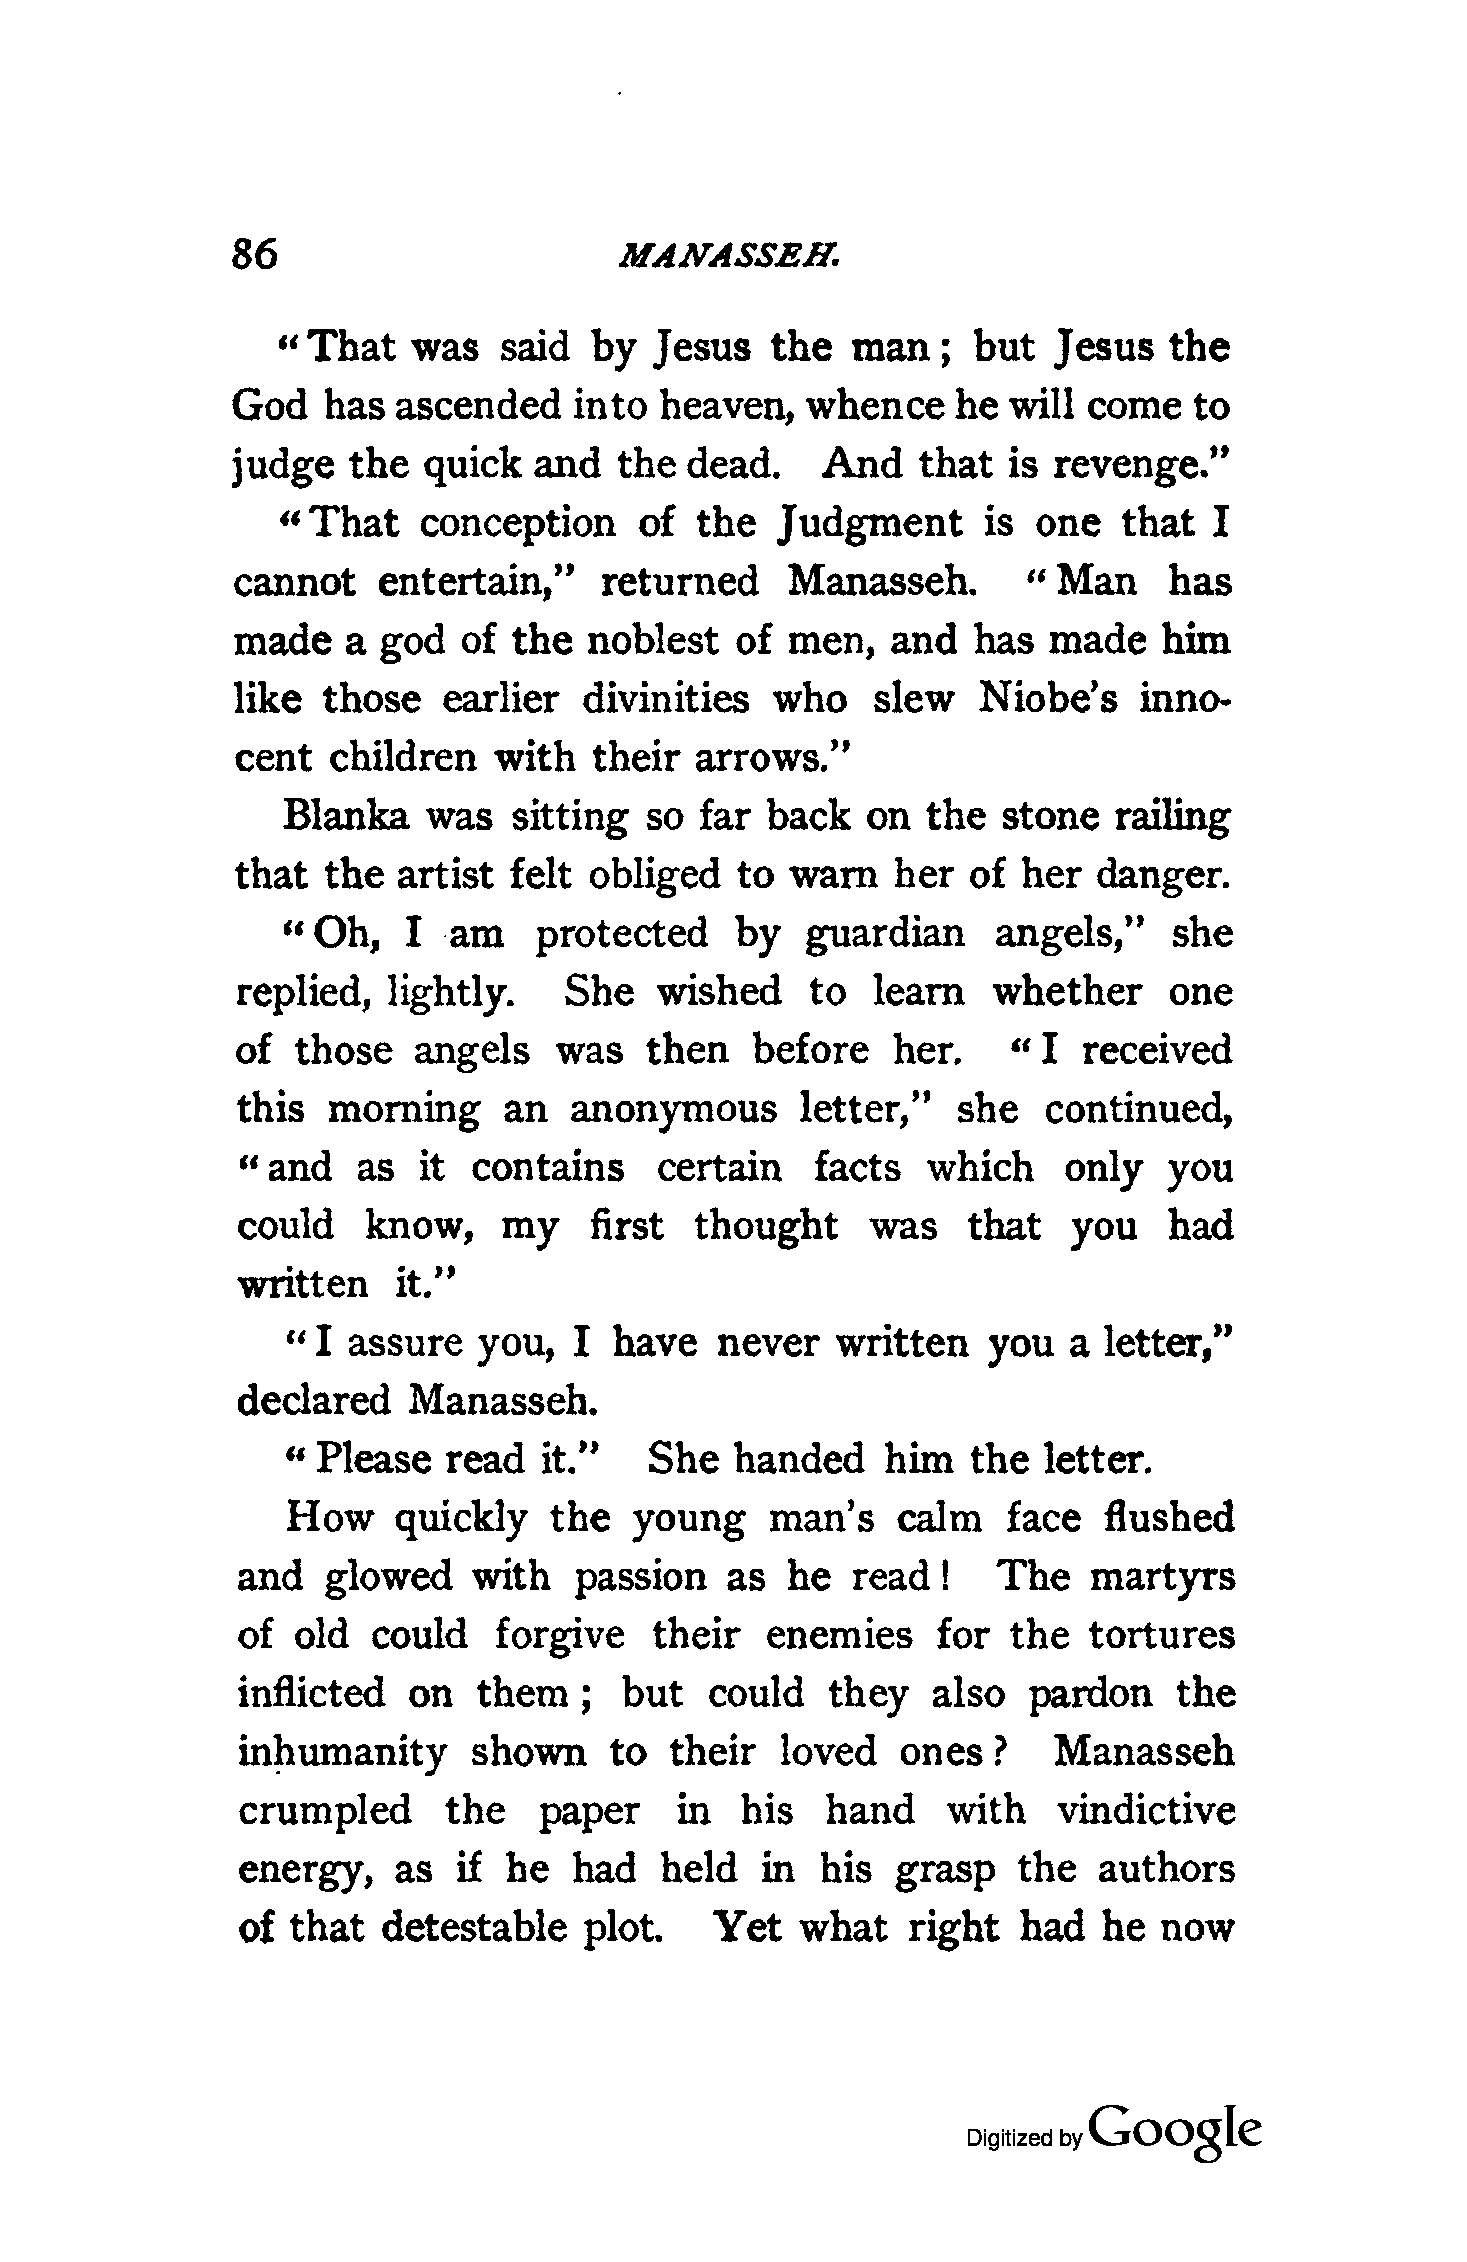 86 MANASSEH.
“That was said by Jesus the man; but Jesus the
God has ascended into heaven, whence he will come to
judge the quick and the dead. And that is revenge.”
“That conception of the Judgment is one that I
cannot entertain,” returned Manasseh. “Man has
made a god of the noblest of men, and has made him
like those earlier divinities who slew Niobe’s inno-
cent children with their arrows.”
Blanka was sitting so far back on the stone railing
that the artist felt obliged to warn her of her danger.
“Oh, I am protected by guardian angels,” she
replied, lightly. She wished to learn whether one
of those angels was then before her. “I received
this morning an anonymous letter,” she continued,
“and as it contains certain facts which only you
could know, my first thought was that you had
written it.”
“I assure you, I have never written you a letter,”
declared Manasseh.
“Please read it.” She handed him the letter.
How quickly the young man’s calm face flushed
and glowed with passion as he read! The martyrs
of old could forgive their enemies for the tortures
inflicted on them; but could they also pardon the
inhumanity shown to their loved ones? Manasseh
crumpled the paper in his hand with vindictive
energy, as if he had held in his grasp the authors
of that detestable plot. Yet what right had he now
Digitized by Google